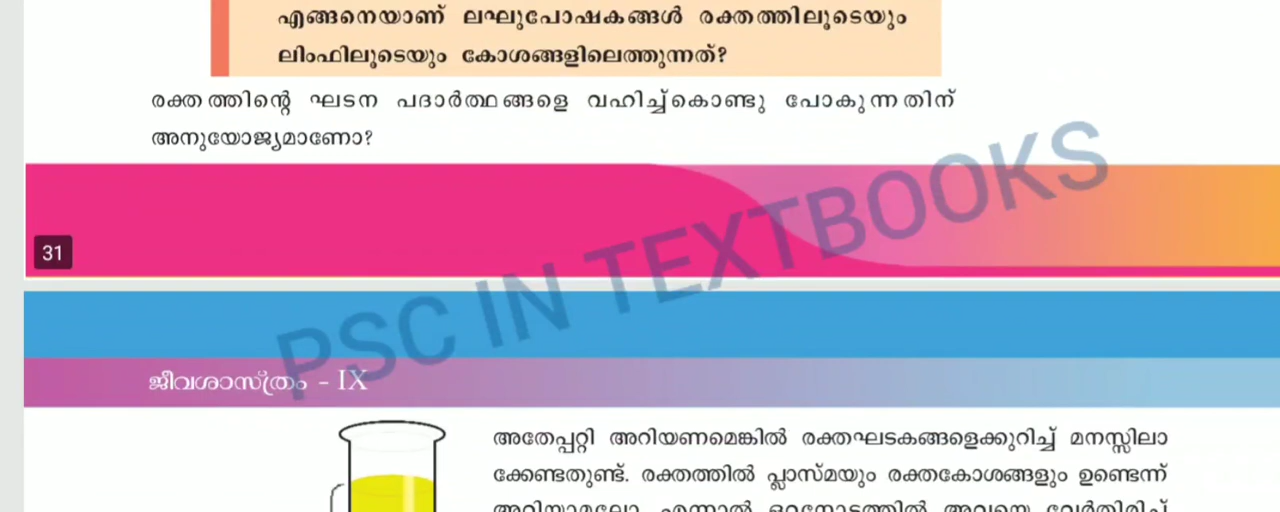 എങ്ങനെയാണ് ലഘുപോഷകങ്ങൾ രക്തത്തിലൂടെയും
ലിംഫിലൂടെയും കോശങ്ങളിലെത്തുന്നത്?
രക്തത്തിന്റെ ഘടന പദാർത്ഥങ്ങളെ വഹിച്ച്കൊണ്ടു പോകുന്നതിന്
അനുയോജ്യമാണോ?
31
PSC IN TEXTBOOKS
ജീവശാസ്ത്രം - IX
അതേപ്പറ്റി അറിയണമെങ്കിൽ രക്തഘടകങ്ങളെക്കുറിച്ച് മനസ്സിലാ
ക്കേണ്ടതുണ്ട്. രക്തത്തിൽ പ്ലാസ്മയും രക്തകോശങ്ങളും ഉണ്ടെന്ന്